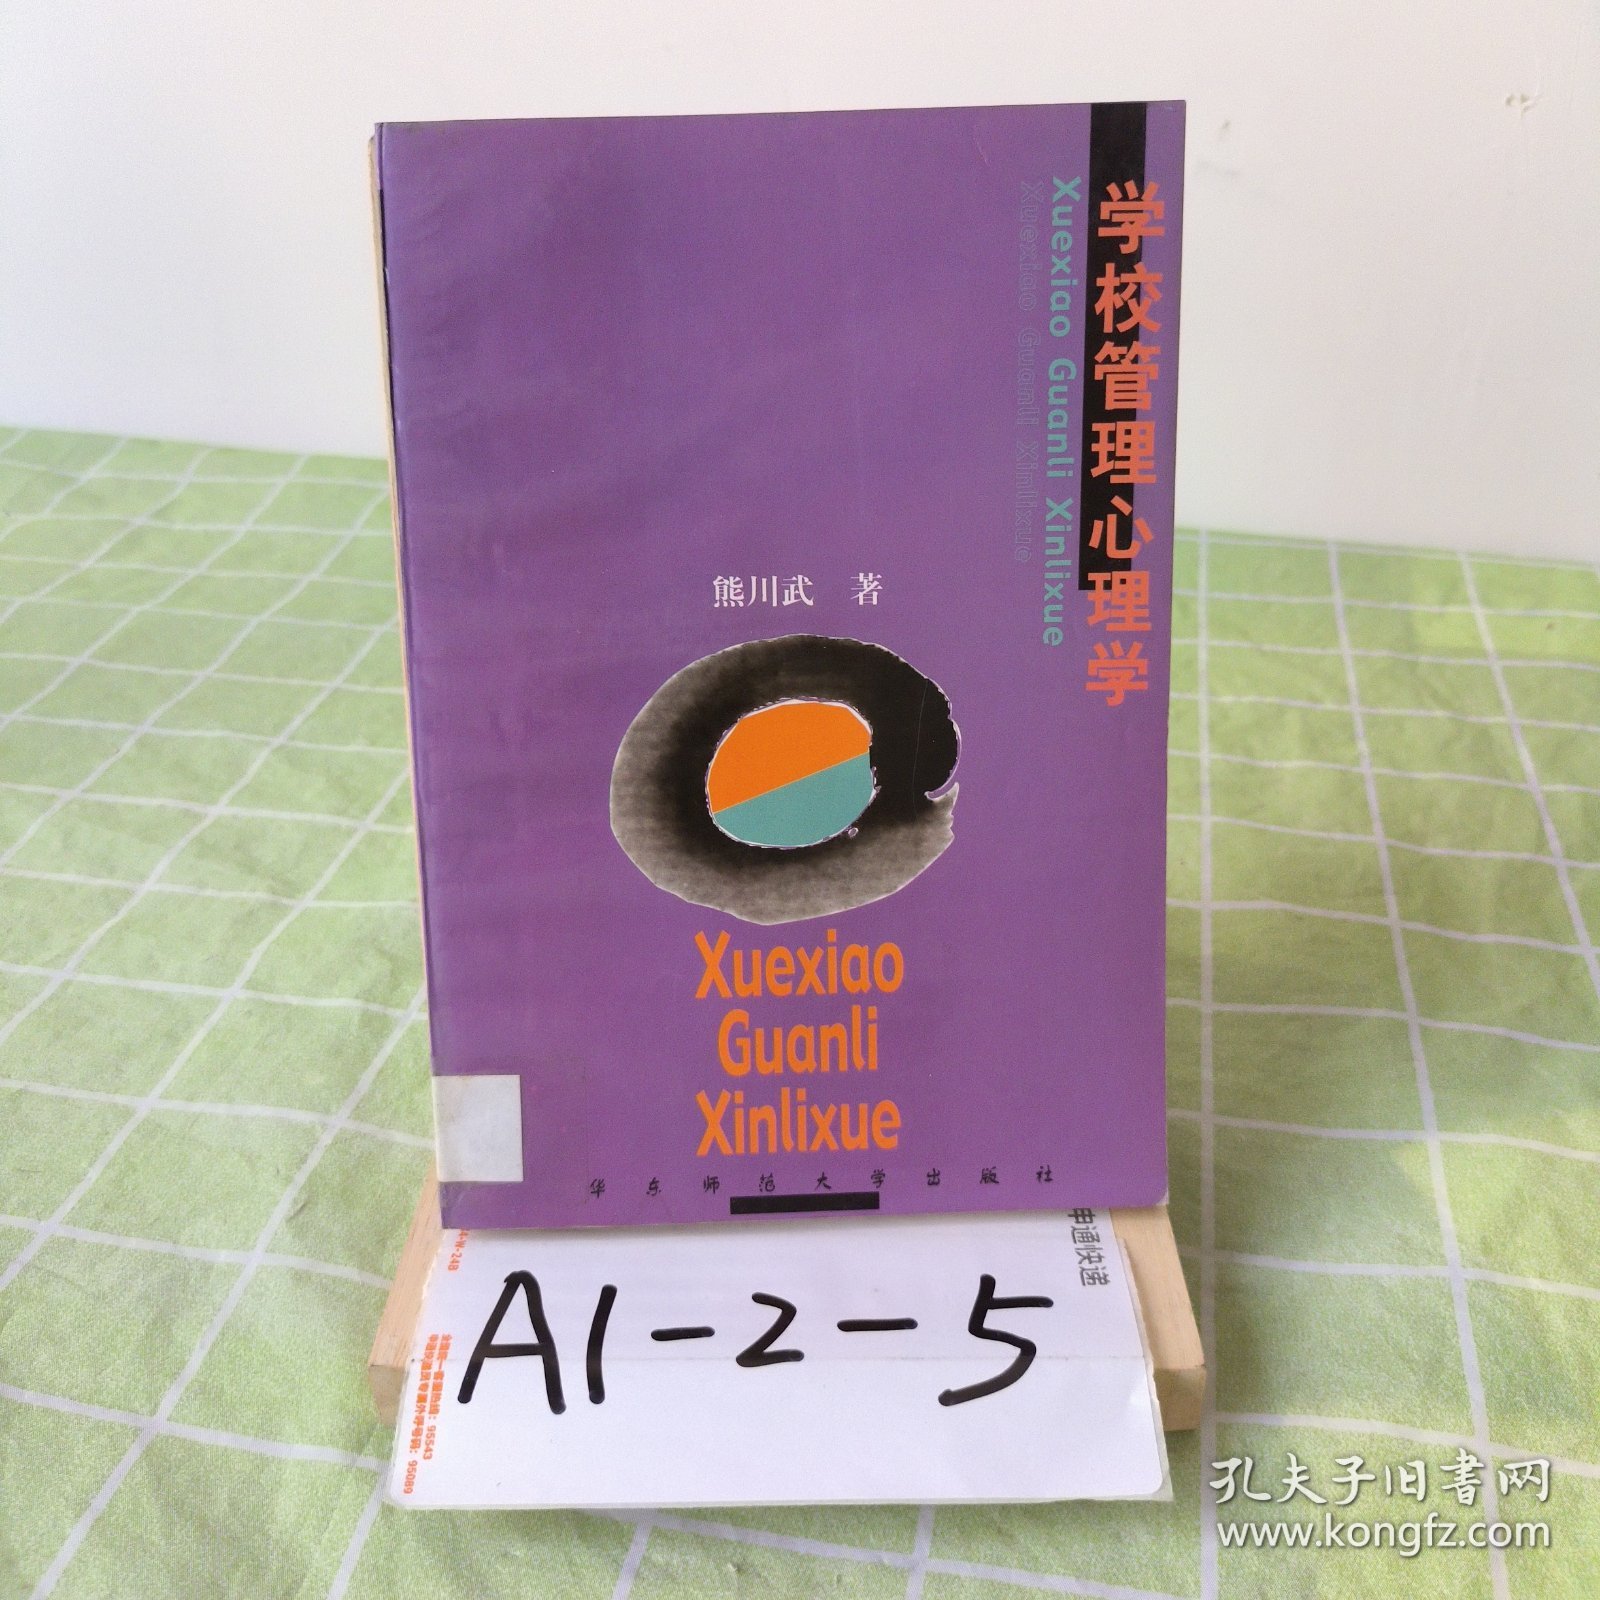 学校管理心理学
Xuexiao Guanli Xinlixue
Xuexiao Guanli Xinlixue
熊川武 著
Xuexiao
Guanli
Xinlixue
华东师范大学出版社
申通快递
A1-2-5
孔夫子旧书网
www.kongfz.com